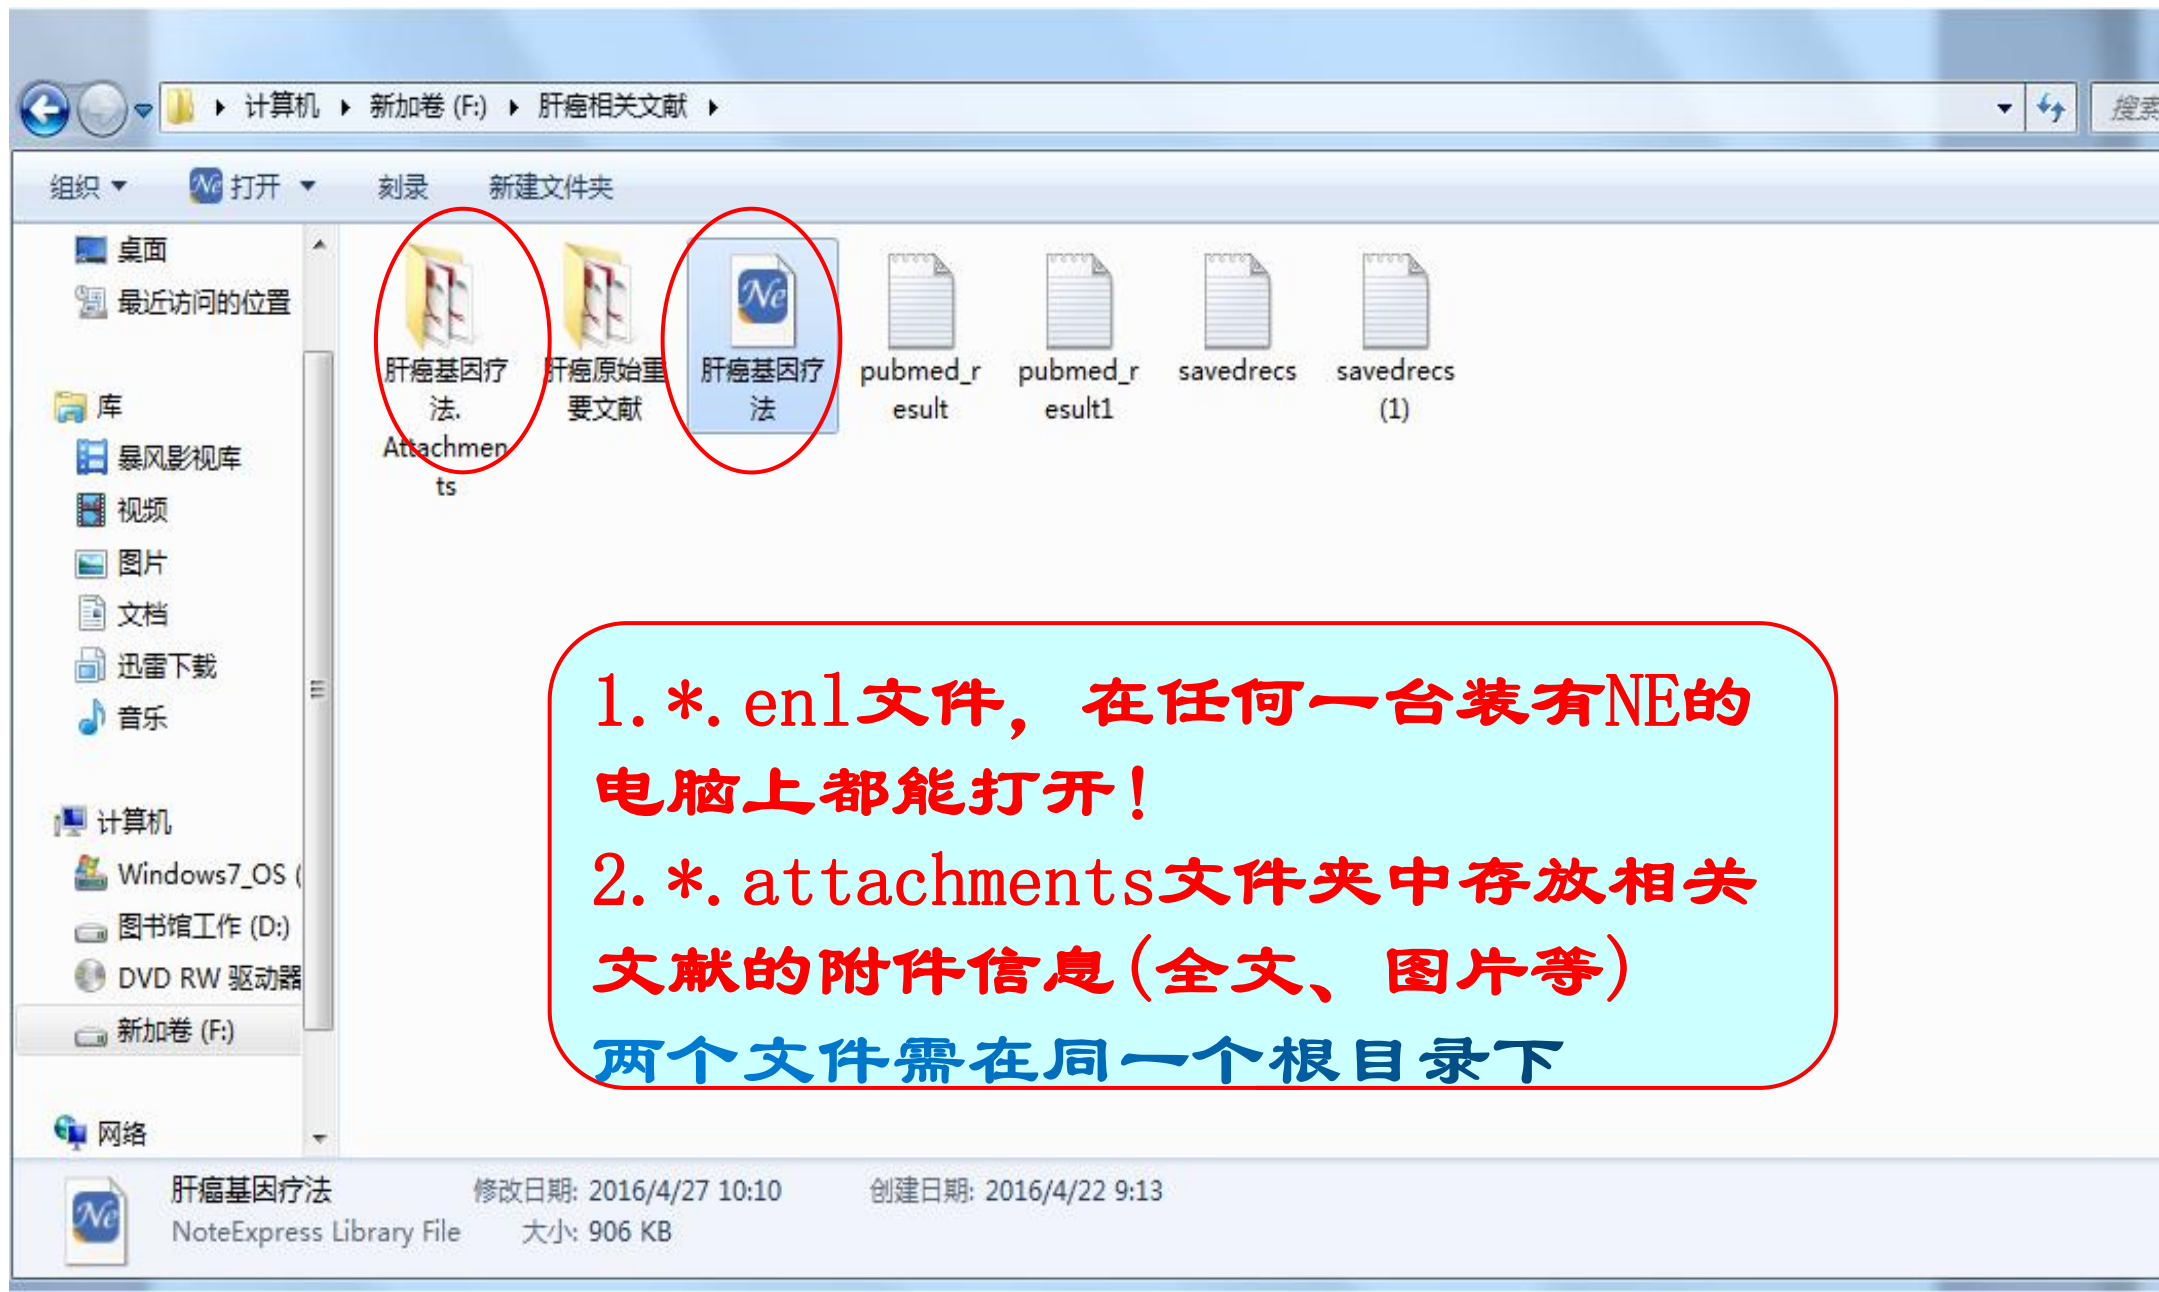 计算机 ▸ 新加卷 (F:) ▸ 肝癌相关文献 ▸
搜索
组织
Ne 打开
刻录
新建文件夹
桌面
最近访问的位置
库
暴风影视库
视频
图片
文档
迅雷下载
音乐
计算机
Windows7_OS (
图书馆工作 (D:)
DVD RW 驱动器
新加卷 (F:)
网络
肝癌基因疗
法.
Attachmen
ts
肝癌原始重
要文献
Ne
肝癌基因疗
法
pubmed_r
esult
pubmed_r
esult1
savedrecs
savedrecs
(1)
1.*.enl文件，在任何一台装有NE的
电脑上都能打开！
2.*.attachments文件夹中存放相关
文献的附件信息(全文、图片等)
两个文件需在同一个根目录下
Ne
肝癌基因疗法 修改日期: 2016/4/27 10:10 创建日期: 2016/4/22 9:13
NoteExpress Library File 大小: 906 KB